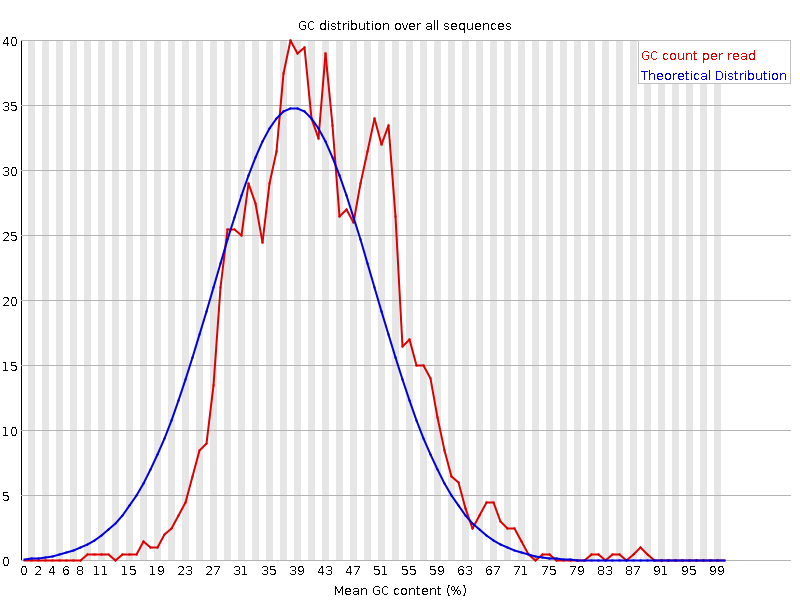 GC distribution over all sequences
GC count per read
Theoretical Distribution
40
35
30
25
20
15
10
5
0
0 2 4 6 8 11 15 19 23 27 31 35 39 43 47 51 55 59 63 67 71 75 79 83 87 91 95 99
Mean GC content (%)